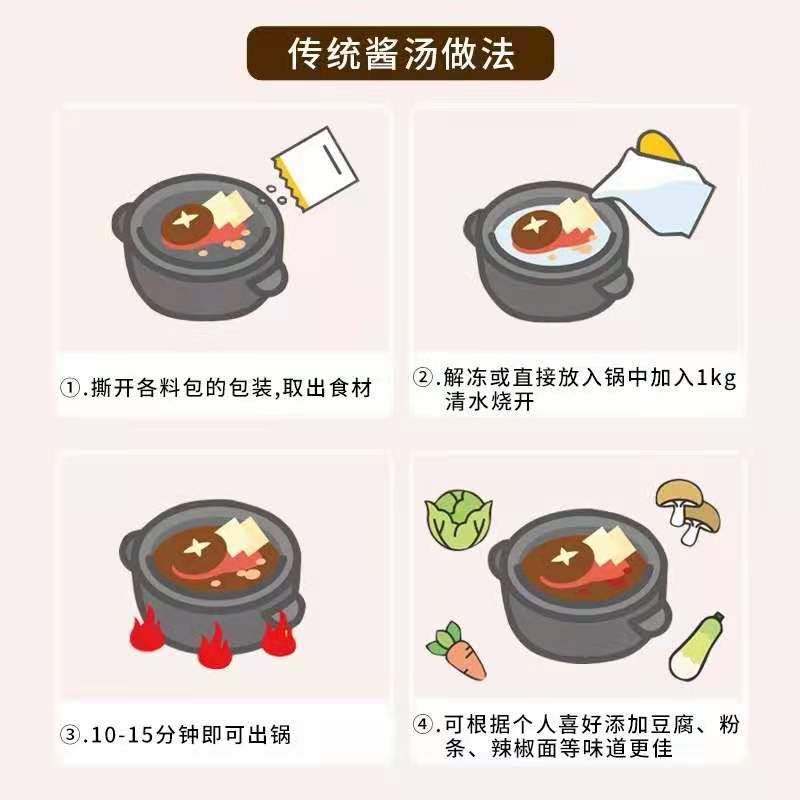 传统酱汤做法
①.撕开各料包的包装,取出食材
②.解冻或直接放入锅中加入1kg
清水烧开
③.10-15分钟即可出锅
④.可根据个人喜好添加豆腐、粉
条、辣椒面等味道更佳